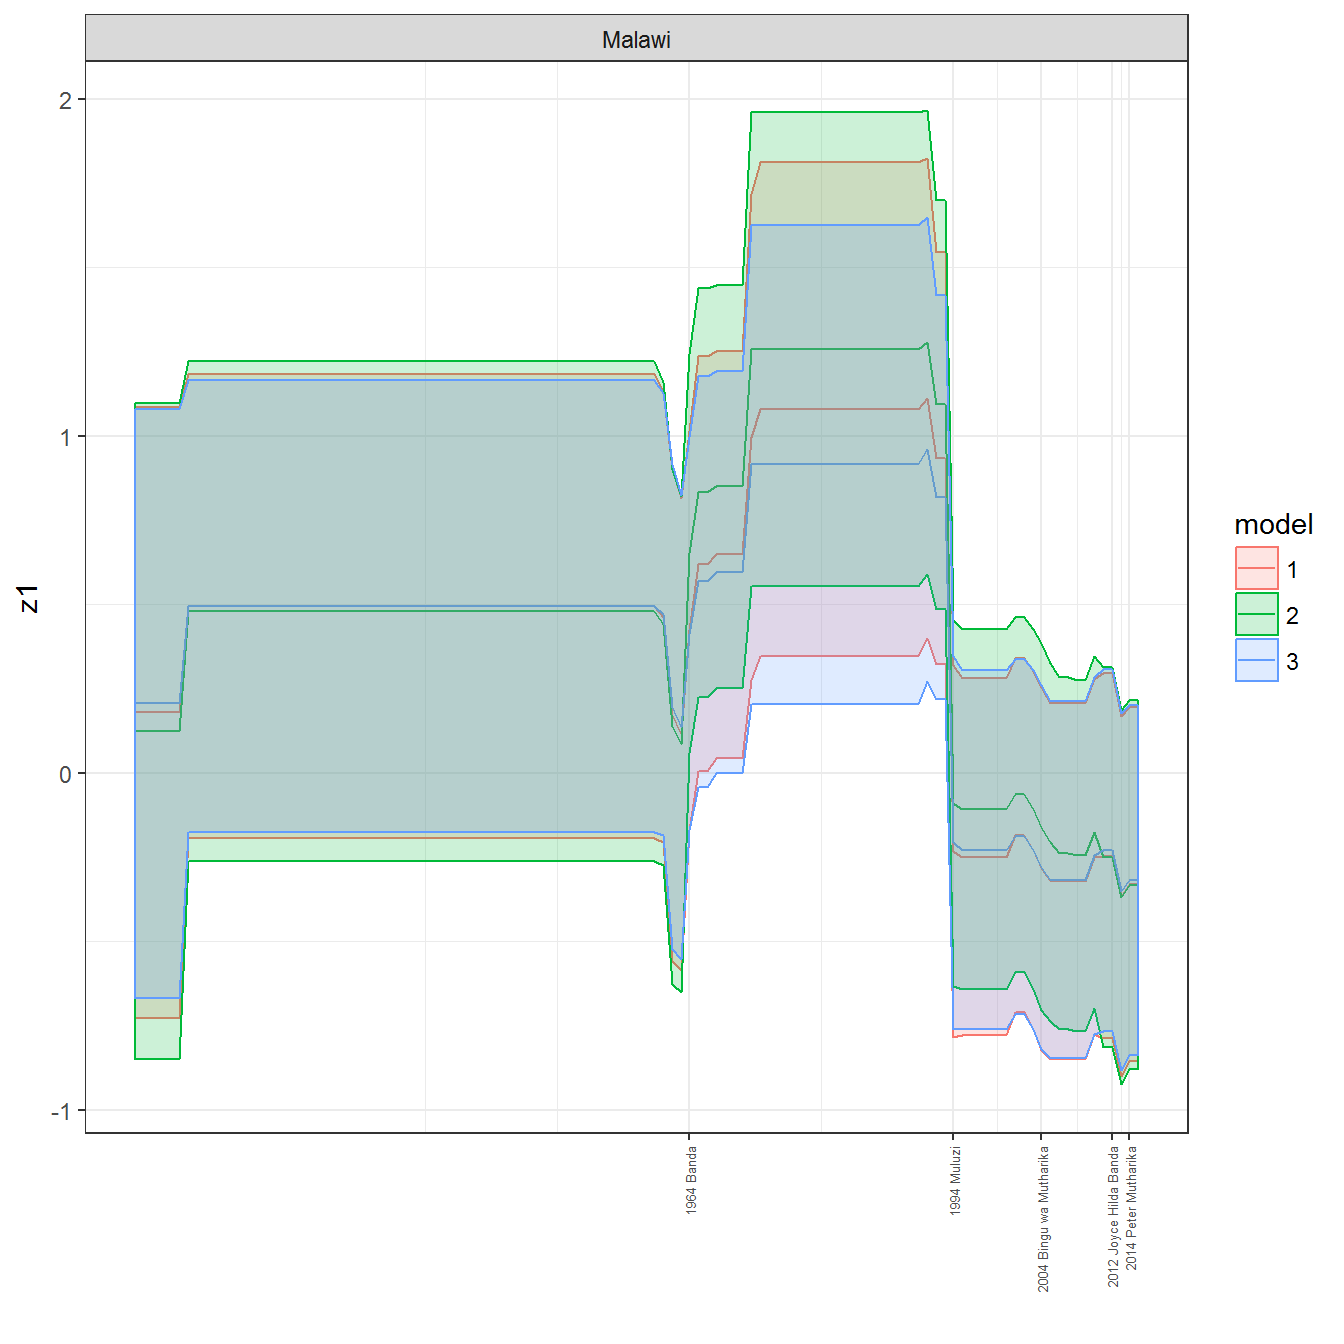 Malawi
z1
2
1
0
-1
1964 Banda
1994 Muluzi
2004 Bingu wa Mutharika
2012 Joyce Hilda Banda
2014 Peter Mutharika
model
1
2
3